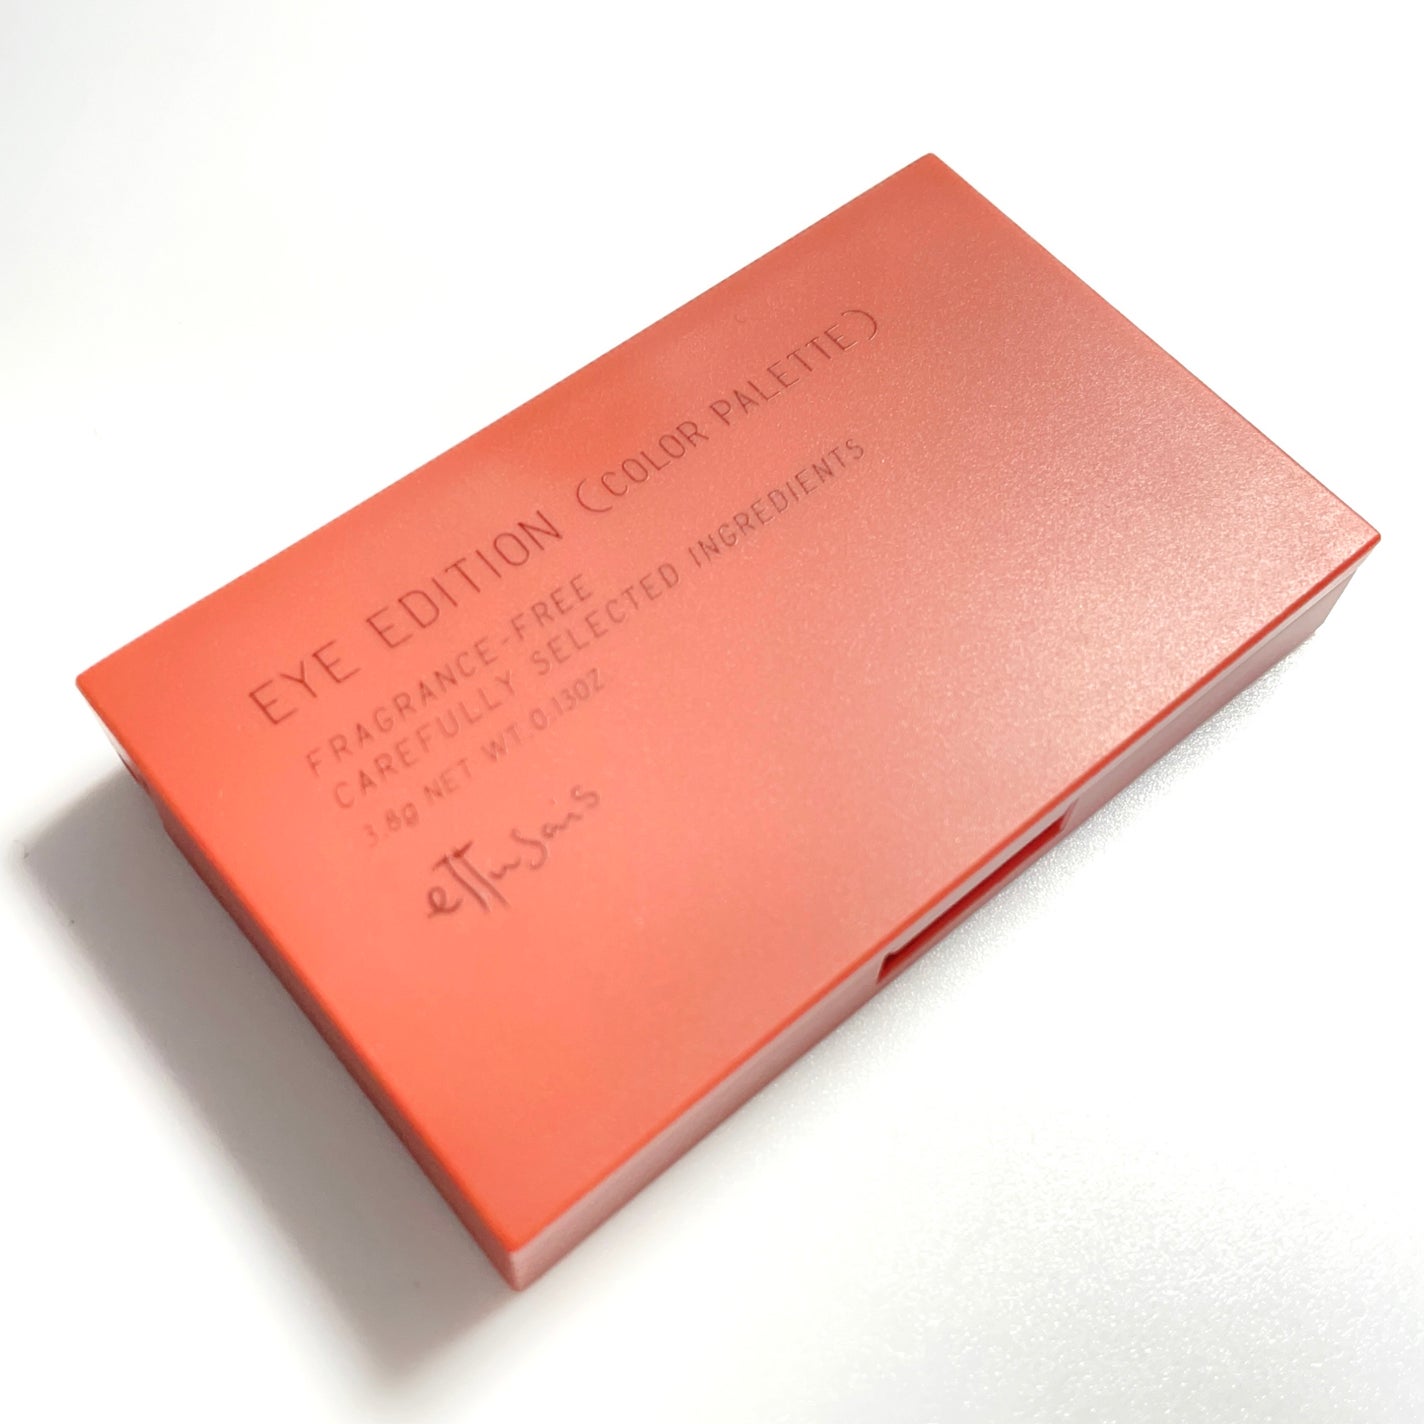 EYE EDITION (COLOR PALETTE)
FRAGRANCE-FREE
CAREFULLY SELECTED INGREDIENTS
3.8g NET WT.0.13OZ
ettusais